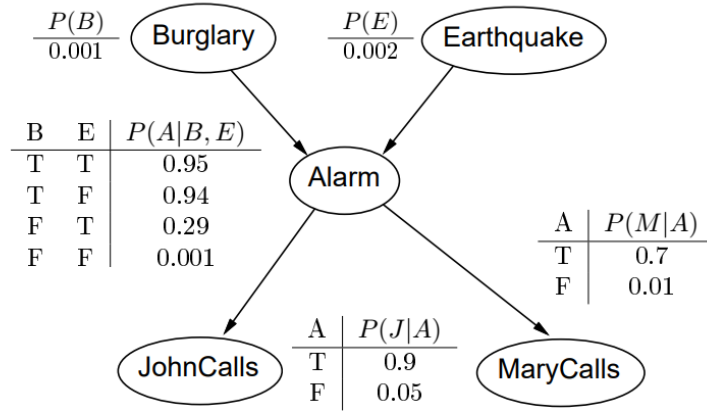 P(B)
0.001
Burglary
P(E)
0.002
Earthquake
B E P(A|B, E)
T T 0.95
T F 0.94
F T 0.29
F F 0.001
Alarm
A P(M|A)
T 0.7
F 0.01
JohnCalls
A P(J|A)
T 0.9
F 0.05
MaryCalls